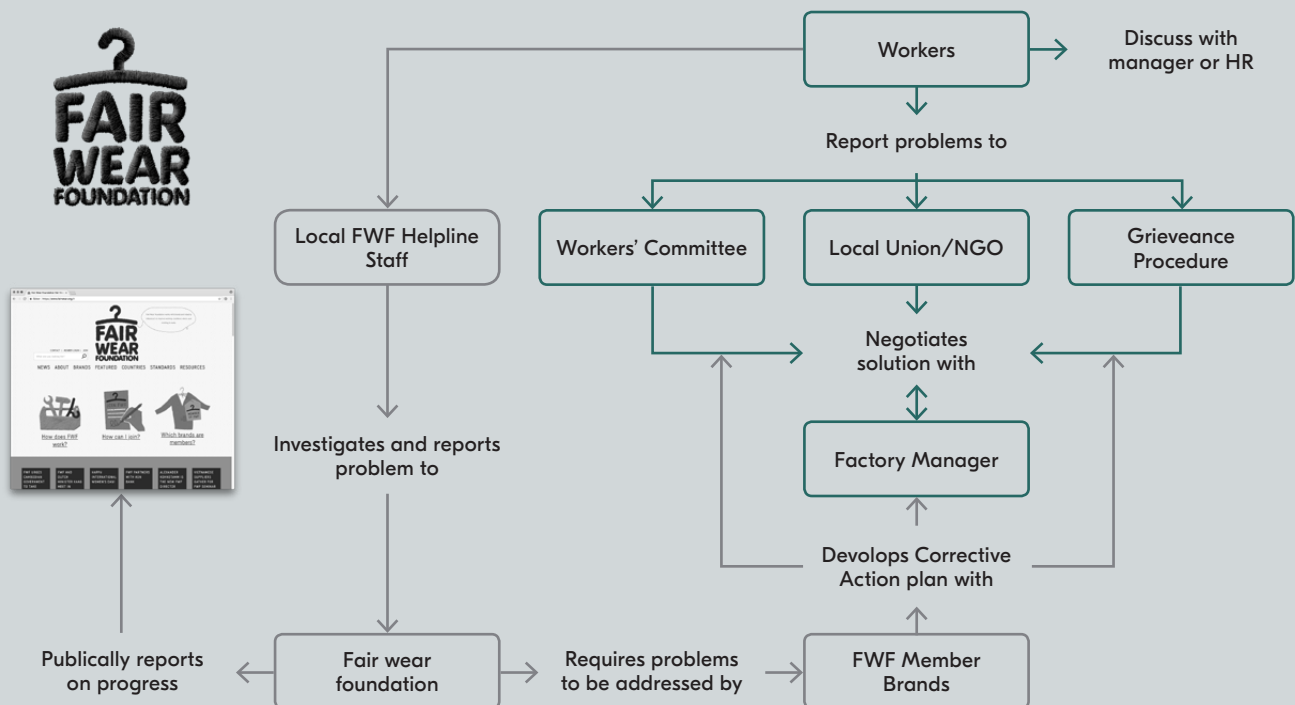 FAIR
WEAR
FOUNDATION
Workers
Discuss with
manager or HR
Report problems to
Local FWF Helpline
Staff
Workers’ Committee
Local Union/NGO
Grieveance
Procedure
Negotiates
solution with
Factory Manager
Investigates and reports
problem to
Devolops Corrective
Action plan with
Publically reports
on progress
Fair wear
foundation
Requires problems
to be addressed by
FWF Member
Brands
FAIR
WEAR
FOUNDATION
NEWS ABOUT BRANDS FEATURED COUNTRIES STANDARDS RESOURCES
How does FWF
work?
How can I join?
Which brands are
members?